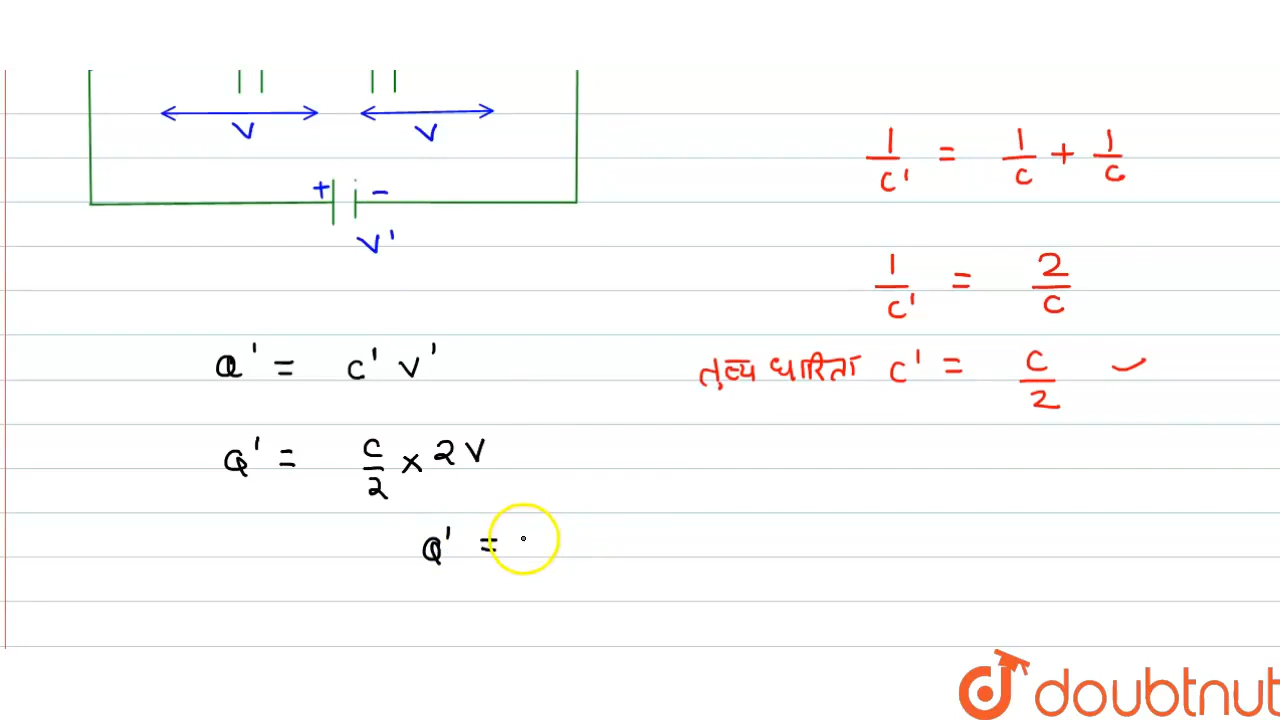 V V
+ -
V'
1/C' = 1/C + 1/C
1/C' = 2/C
Q' = C' V'
तुल्य धारिता C' = C/2
Q' = C/2 × 2V
Q' =
doubtnut